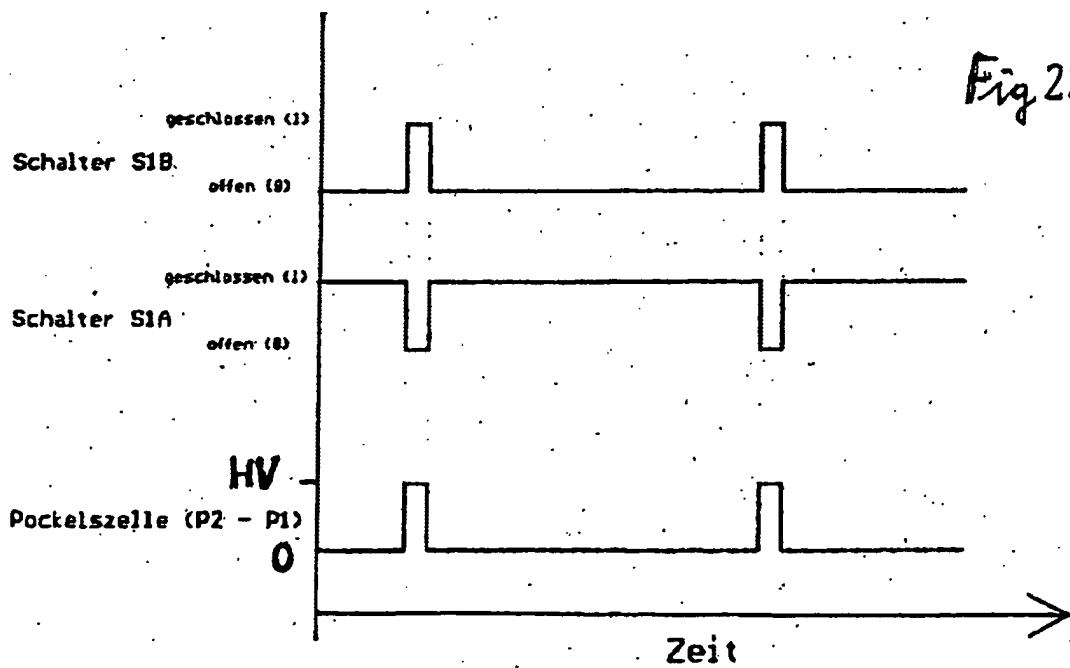 Fig 2
geschlossen (1)
Schalter S1B
offen (0)
geschlossen (1)
Schalter S1A
offen (0)
HV
Pockelszelle (P2 - P1)
0
Zeit